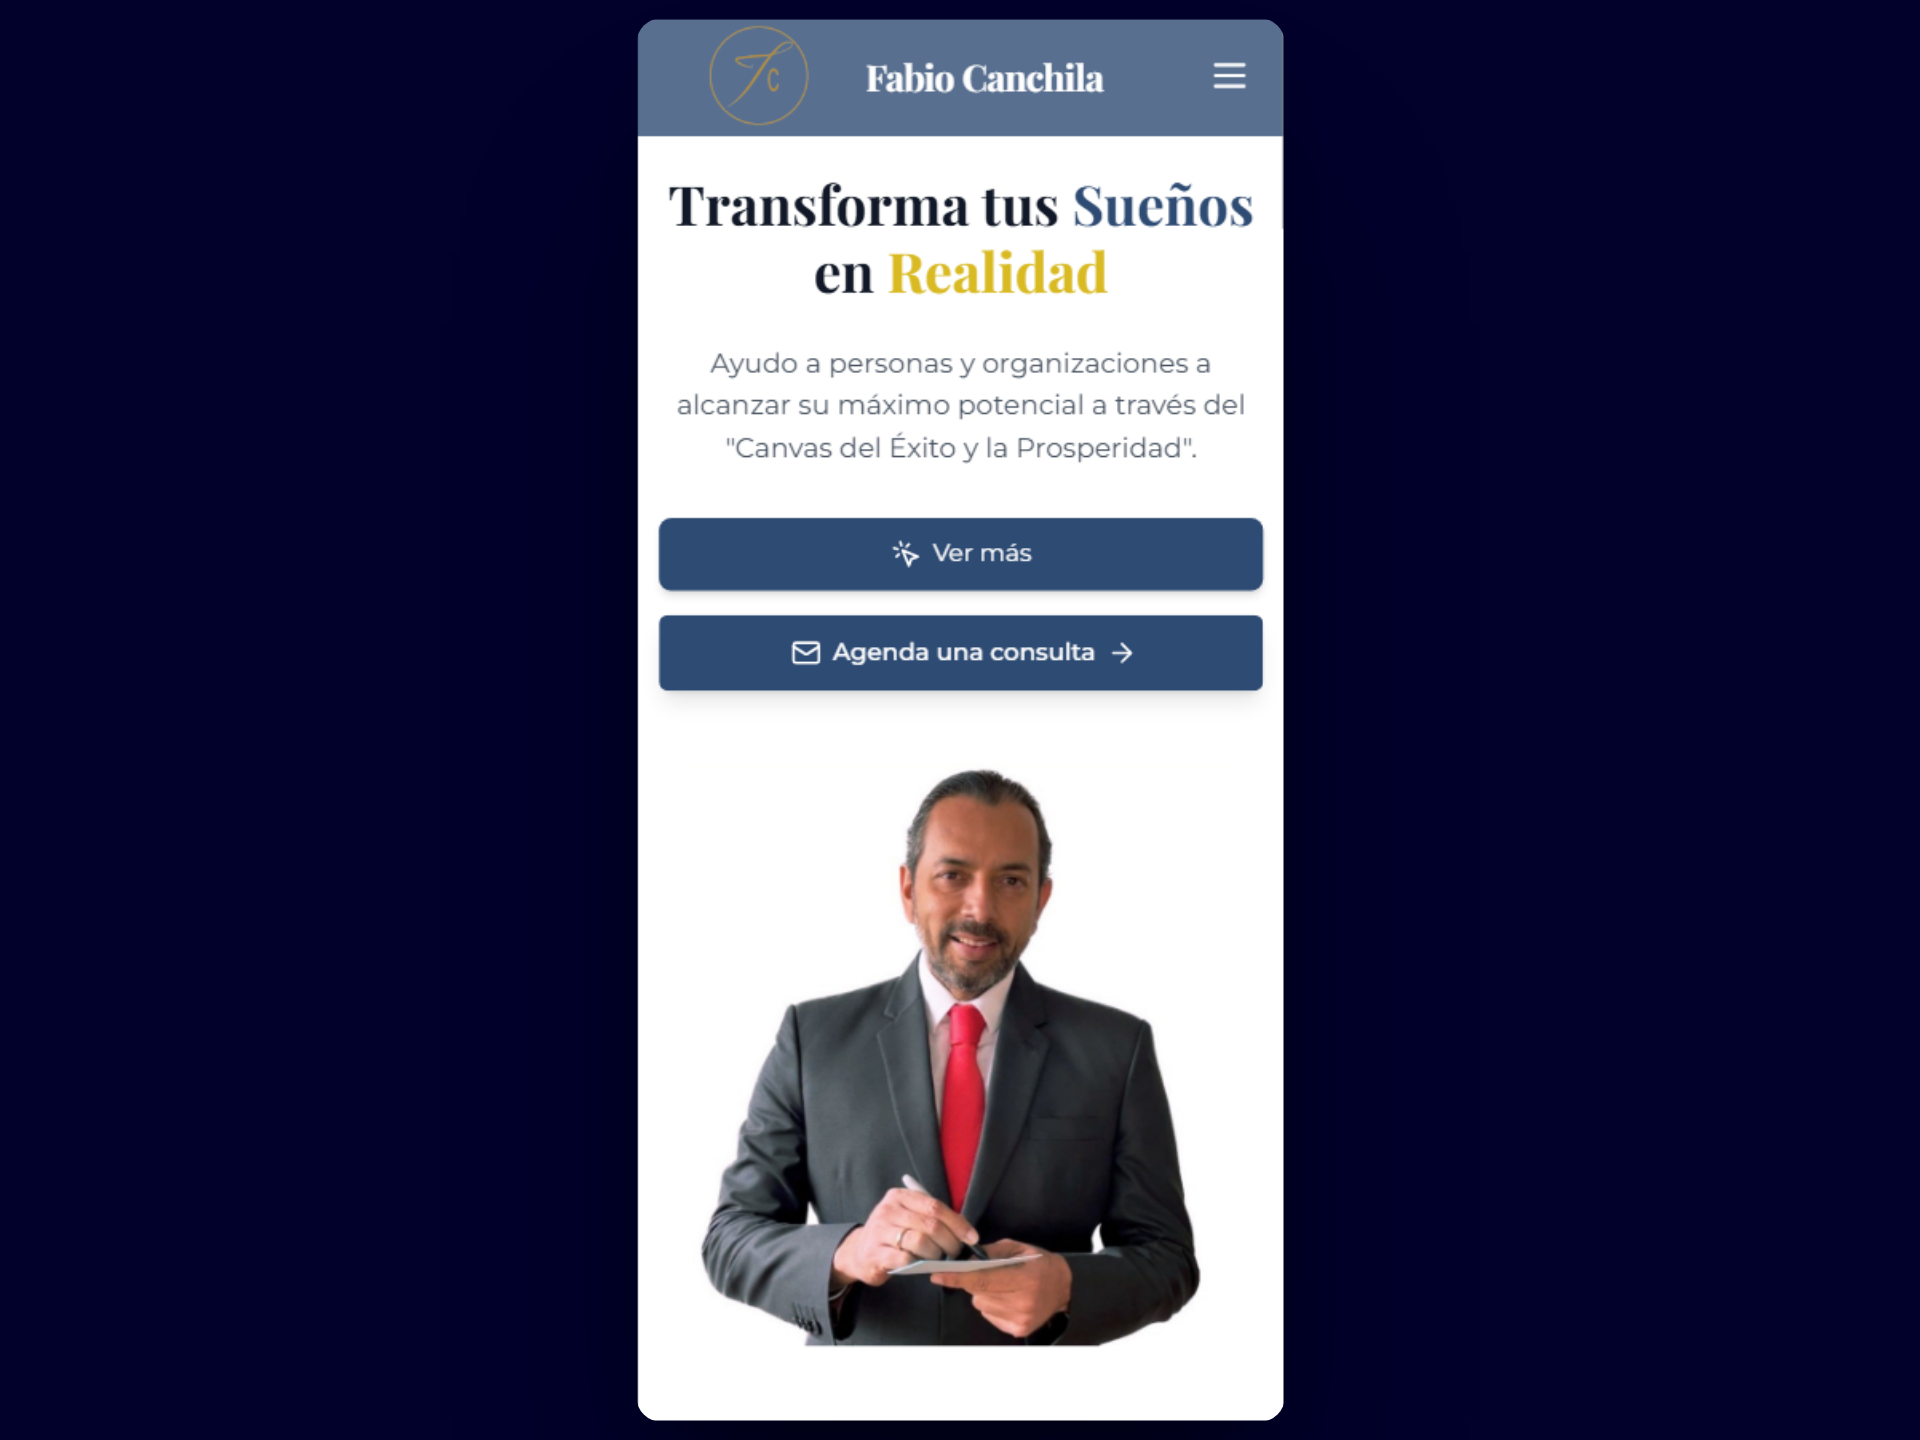 Fabio Canchila
Transforma tus Sueños
en Realidad
Ayudo a personas y organizaciones a
alcanzar su máximo potencial a través del
"Canvas del Éxito y la Prosperidad".
Ver más
Agenda una consulta